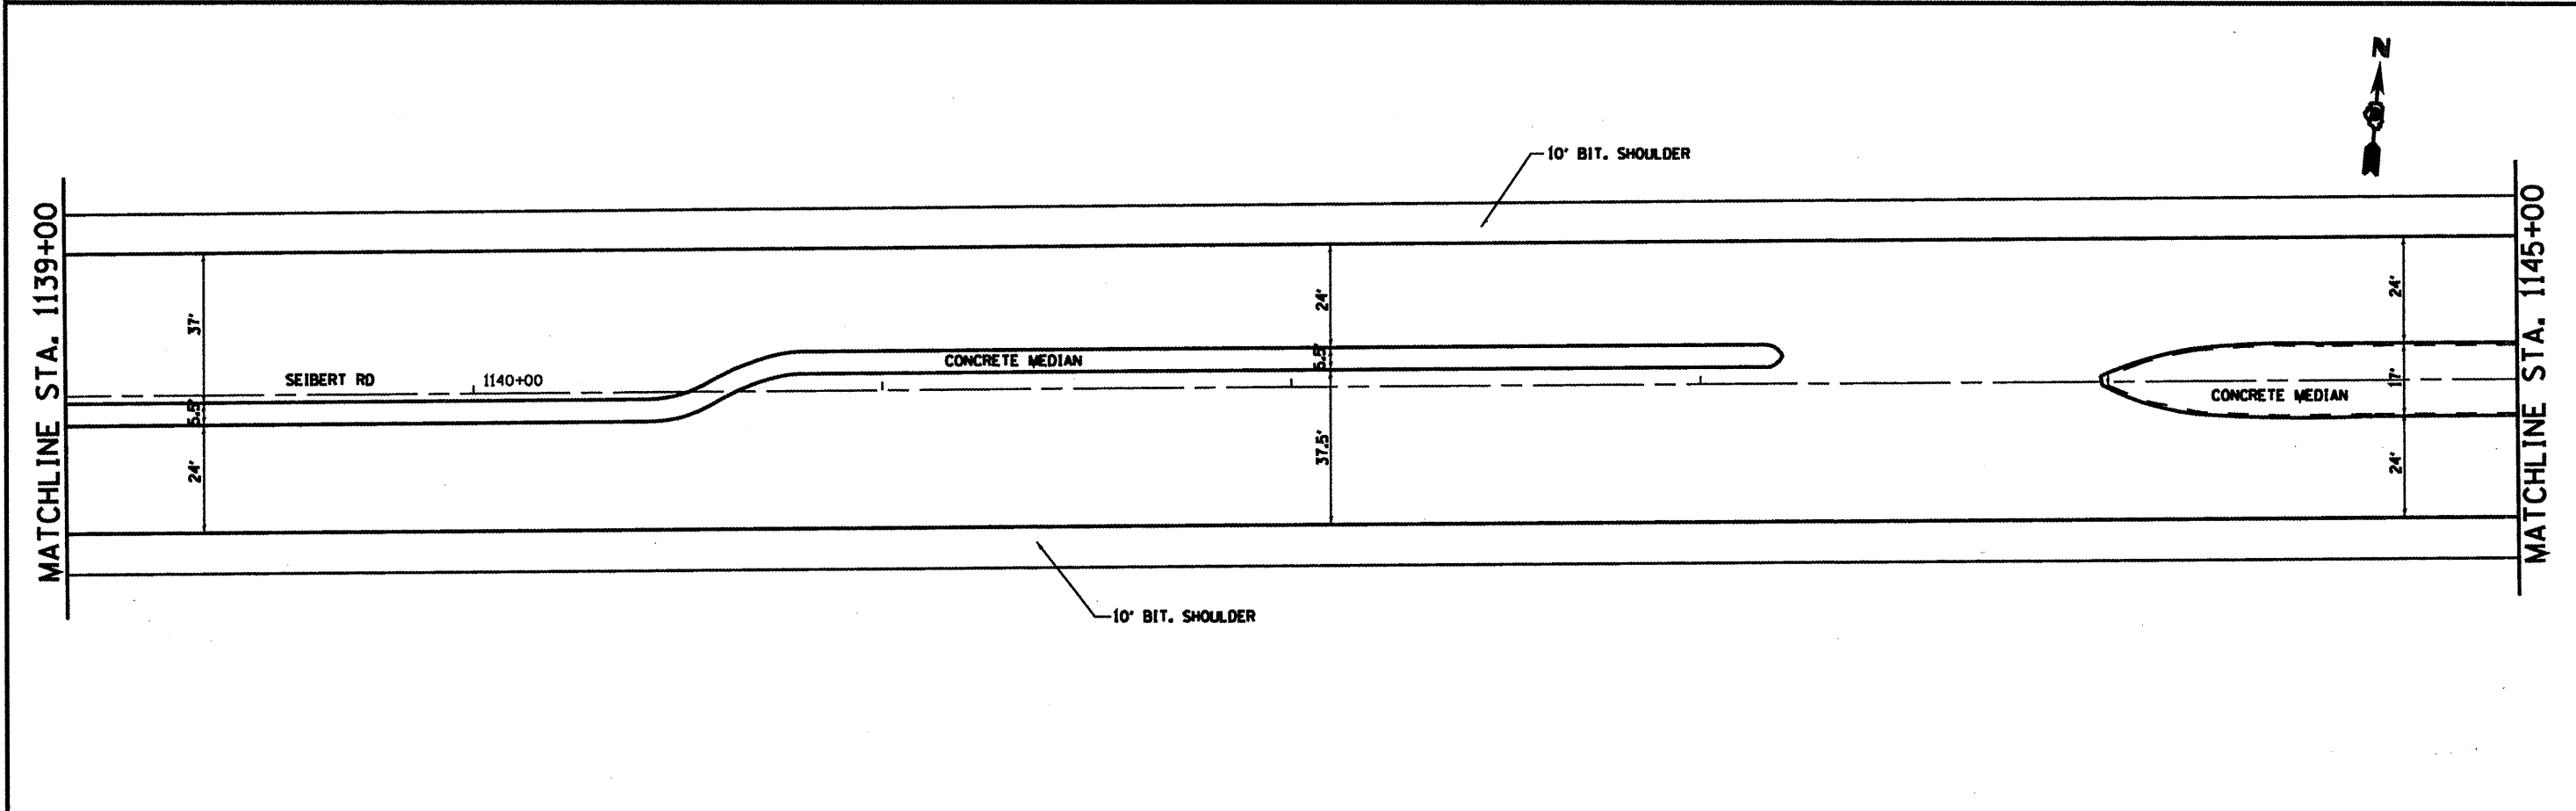 N
10' BIT. SHOULDER
MATCHLINE STA. 1139+00
MATCHLINE STA. 1145+00
37'
24'
24'
5.5'
CONCRETE MEDIAN
SEIBERT RD
1140+00
17'
CONCRETE MEDIAN
5.5'
24'
37.5'
24'
10' BIT. SHOULDER